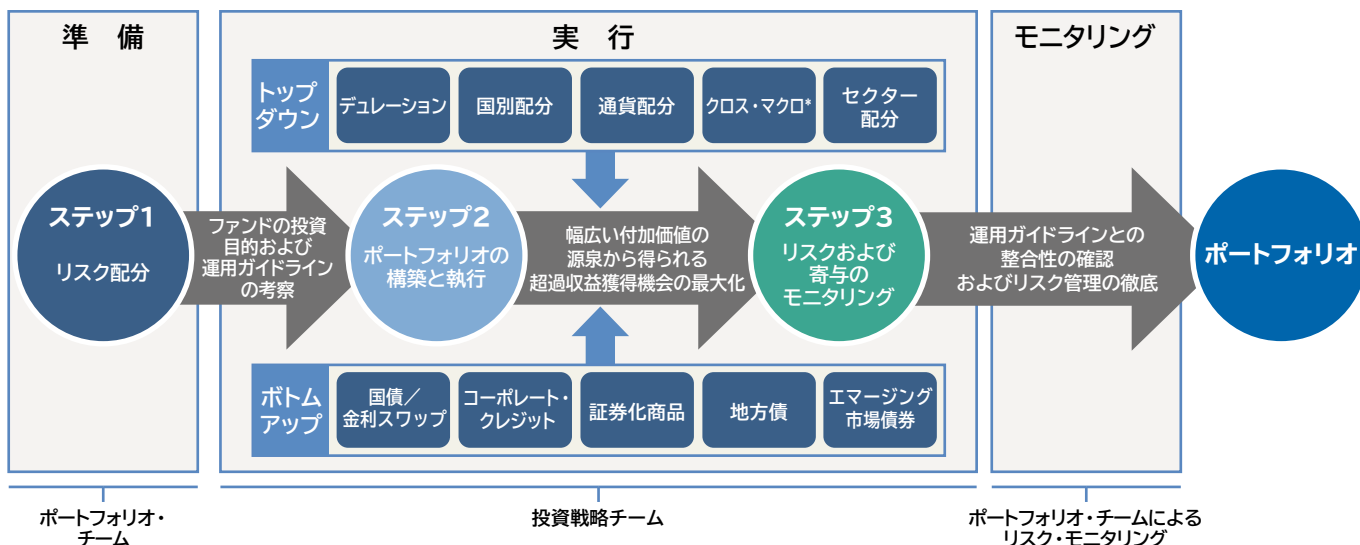 準 備
実 行
モニタリング
トップ
ダウン
デュレーション
国別配分
通貨配分
クロス・マクロ*
セクター
配分
ステップ1
リスク配分
ファンドの投資
目的および
運用ガイドライン
の考察
ステップ2
ポートフォリオの
構築と執行
幅広い付加価値の
源泉から得られる
超過収益獲得機会の最大化
ステップ3
リスクおよび
寄与の
モニタリング
運用ガイドラインとの
整合性の確認
およびリスク管理の徹底
ポートフォリオ
ボトム
アップ
国債／
金利スワップ
コーポレート・
クレジット
証券化商品
地方債
エマージング
市場債券
ポートフォリオ・
チーム
投資戦略チーム
ポートフォリオ・チームによる
リスク・モニタリング